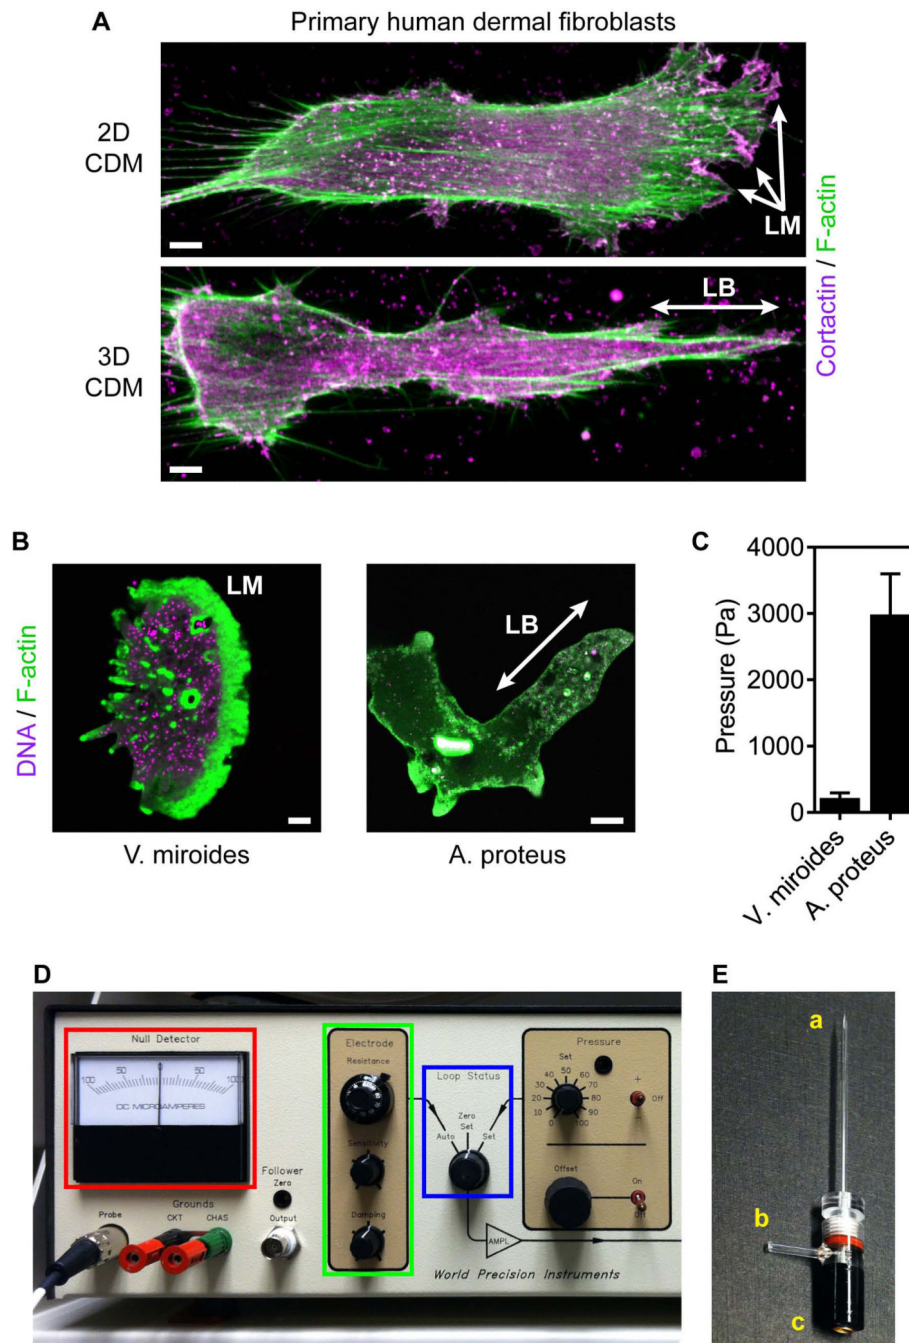 A
Primary human dermal fibroblasts
2D
CDM
LM
3D
CDM
LB
Cortactin / F-actin
B
DNA / F-actin
LM
V. miroides
LB
A. proteus
C
Pressure (Pa)
4000
3000
2000
1000
0
V. miroides
A. proteus
D
Null Detector
100 50 0 50 100
DC MICROAMPERES
Probe
Grounds
CKT CHAS
Follower
Zero
Output
Electrode
Resistance
Sensitivity
Damping
Loop Status
Zero
Set
Auto
Set
AMPL
Pressure
Set
0 10 20 30 40 50 60 70 80 90 100
+
Off
Offset
On
Off
World Precision Instruments
E
a
b
c